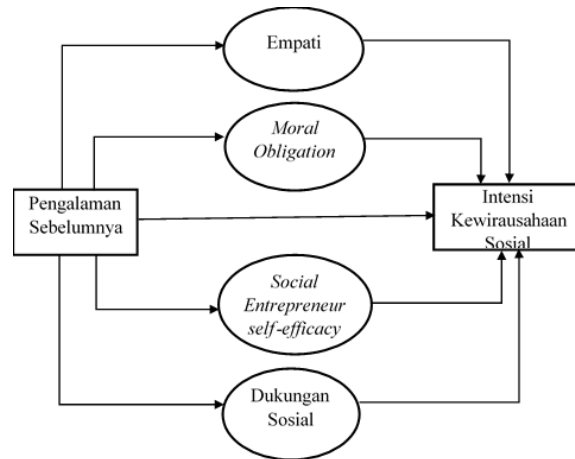 Empati
Moral
Obligation
Pengalaman
Sebelumnya
Intensi
Kewirausahaan
Sosial
Social
Entrepreneur
self-efficacy
Dukungan
Sosial